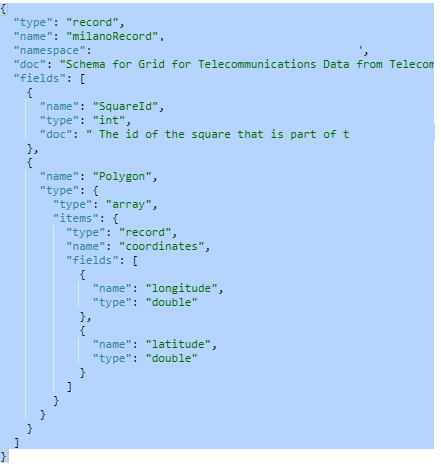 {
"type": "record",
"name": "milanoRecord",
"namespace": ',
"doc": "Schema for Grid for Telecommunications Data from Telecom
"fields": [
{
"name": "SquareId",
"type": "int",
"doc": " The id of the square that is part of t
},
{
"name": "Polygon",
"type": {
"type": "array",
"items": {
"type": "record",
"name": "coordinates",
"fields": [
{
"name": "longitude",
"type": "double"
},
{
"name": "latitude",
"type": "double"
}
]
}
}
}
]
}